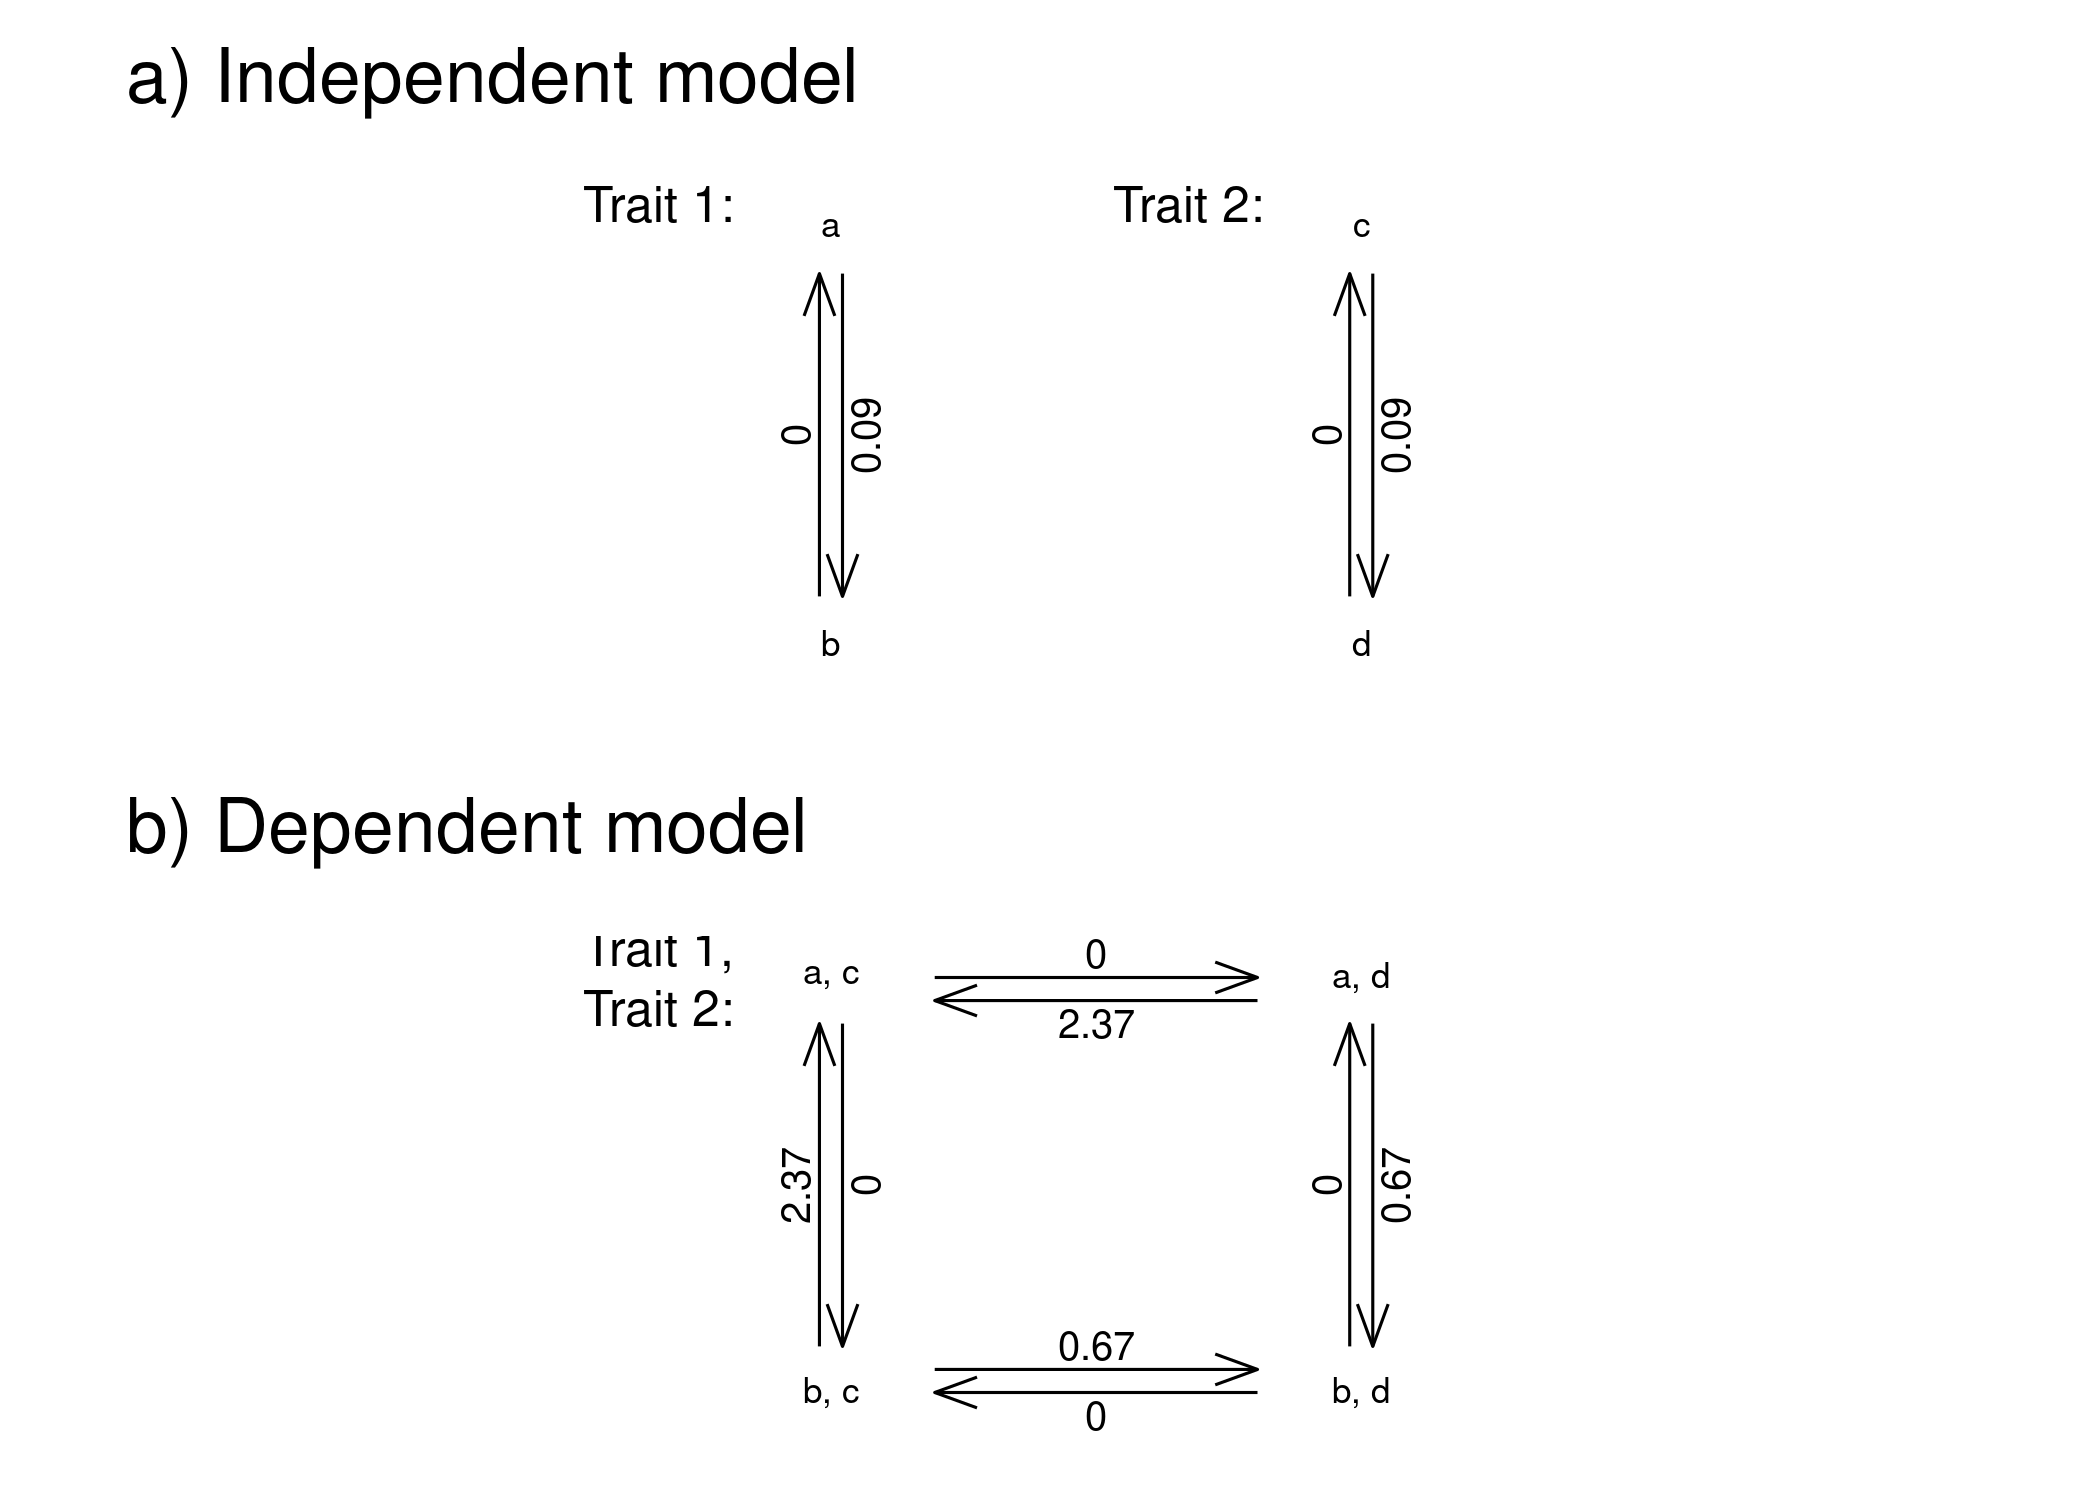 a) Independent model
Trait 1:
a
Trait 2:
c
0
0.09
0
0.09
b
d
b) Dependent model
Trait 1,
Trait 2:
a, c
0
2.37
a, d
2.37
0
0
0.67
b, c
0.67
0
b, d